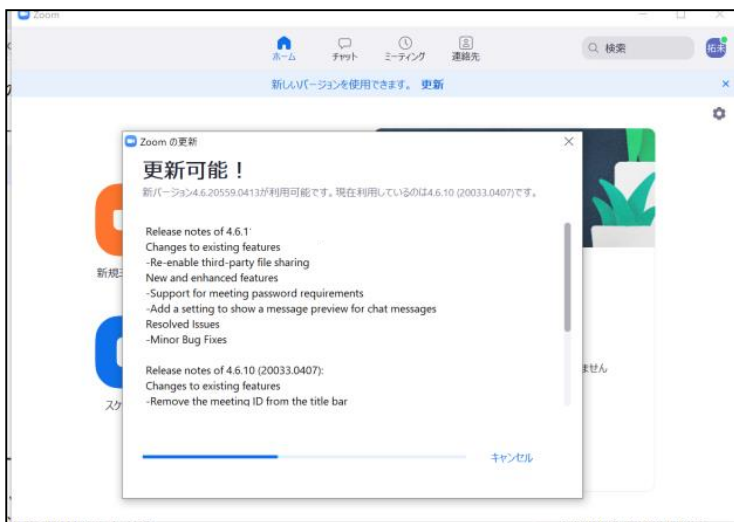 Zoom
ホーム
チャット
ミーティング
連絡先
検索
拓未
新しいバージョンを使用できます。 更新
Zoom の更新
更新可能！
新バージョン4.6.20559.0413が利用可能です。現在利用しているのは4.6.10 (20033.0407)です。
Release notes of 4.6.1
Changes to existing features
-Re-enable third-party file sharing
New and enhanced features
-Support for meeting password requirements
-Add a setting to show a message preview for chat messages
Resolved Issues
-Minor Bug Fixes
Release notes of 4.6.10 (20033.0407):
Changes to existing features
-Remove the meeting ID from the title bar
キャンセル
新規ミ
スケ
ません